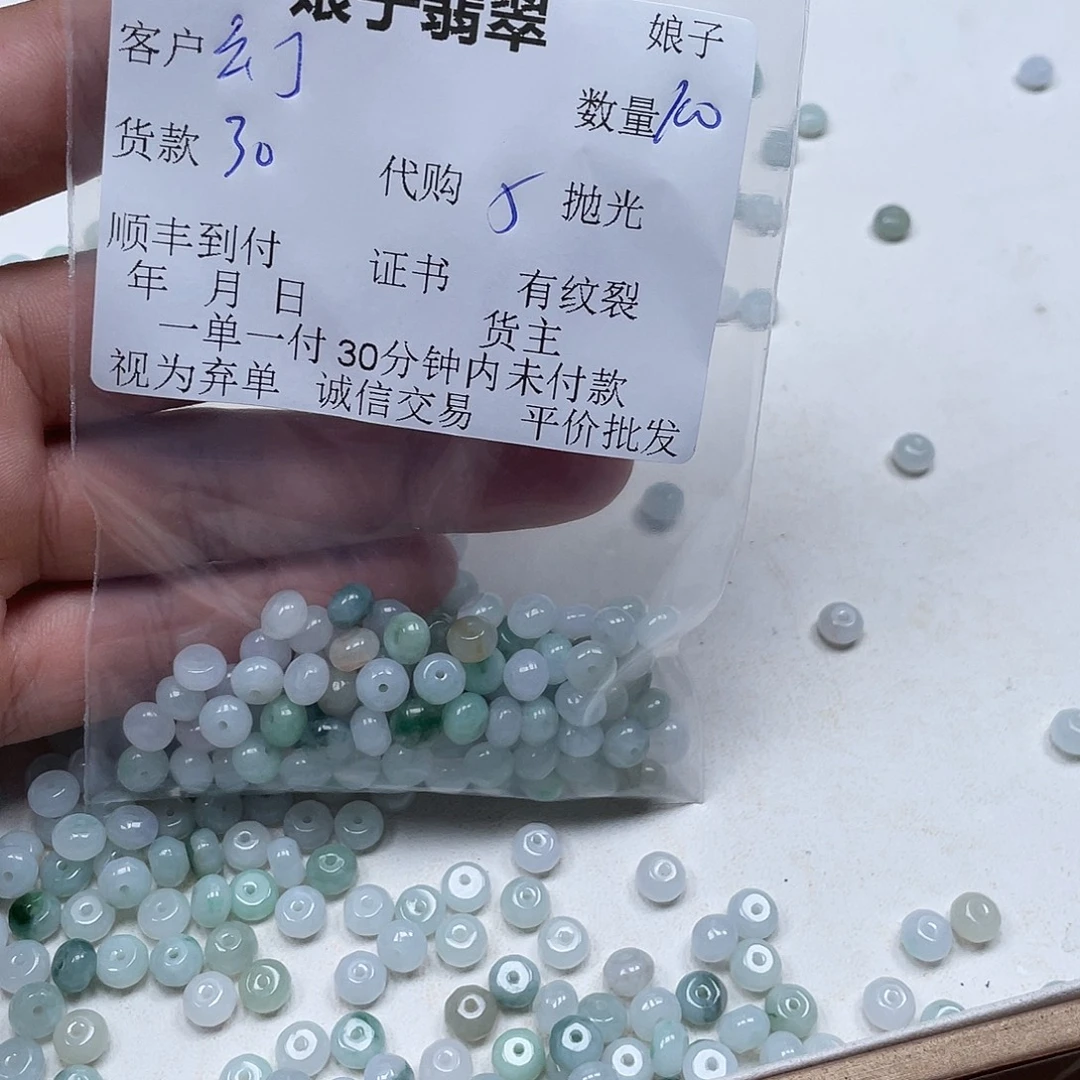 娘子翡翠 娘子
客户 幻 数量 100
货款 30
代购 5 抛光
顺丰到付 证书 有纹裂
年 月 日 货主
一单一付 30分钟内未付款
视为弃单 诚信交易 平价批发